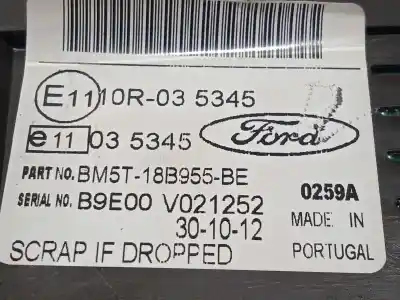 E11 10R-03 5345
e11 03 5345
Ford
PART NO. BM5T-18B955-BE
SERIAL NO. B9E00 V021252
0259A
30-10-12
MADE IN
SCRAP IF DROPPED
PORTUGAL